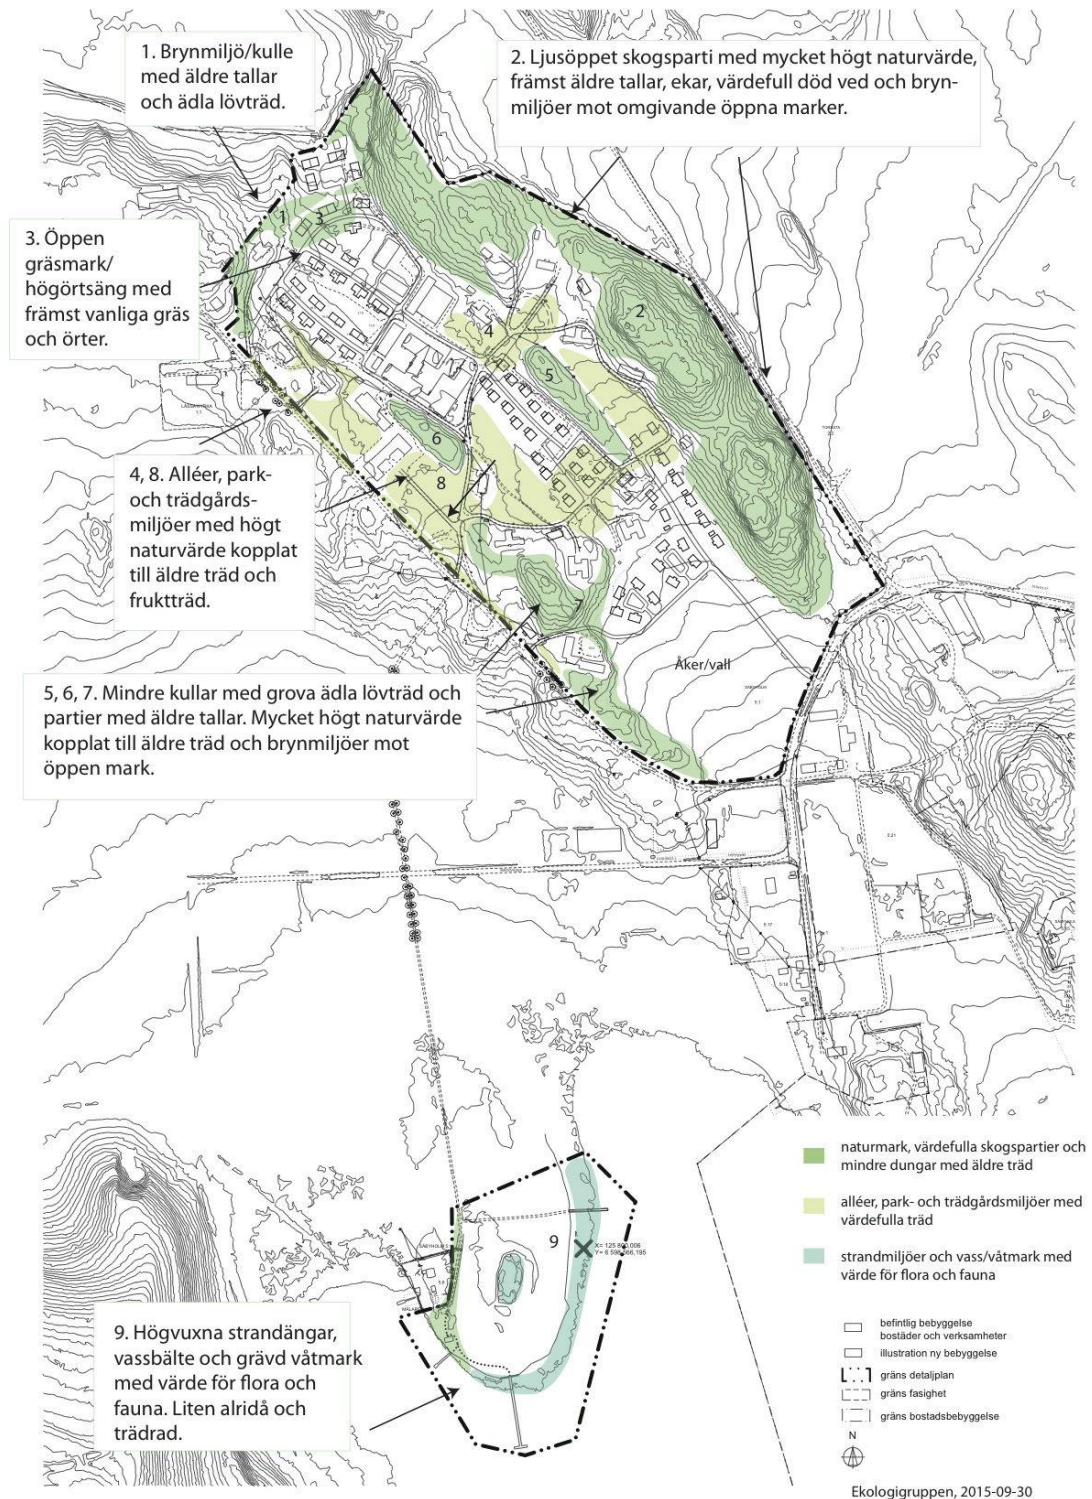 1. Brynmiljö/kulle
med äldre tallar
och ädla lövträd.
2. Ljusöppet skogsparti med mycket högt naturvärde,
främst äldre tallar, ekar, värdefull död ved och bryn-
miljöer mot omgivande öppna marker.
3. Öppen
gräsmark/
högörtsäng med
främst vanliga gräs
och örter.
1
3
2
4
5
6
8
7
4, 8. Alléer, park-
och trädgårds-
miljöer med högt
naturvärde kopplat
till äldre träd och
fruktträd.
Åker/vall
5, 6, 7. Mindre kullar med grova ädla lövträd och
partier med äldre tallar. Mycket högt naturvärde
kopplat till äldre träd och brynmiljöer mot
öppen mark.
naturmark, värdefulla skogspartier och
mindre dungar med äldre träd
alléer, park- och trädgårdsmiljöer med
värdefulla träd
strandmiljöer och vass/våtmark med
värde för flora och fauna
9
9. Högvuxna strandängar,
vassbälte och grävd våtmark
med värde för flora och
fauna. Liten alridå och
trädrad.
befintlig bebyggelse
bostäder och verksamheter
illustration ny bebyggelse
gräns detaljplan
gräns fasighet
gräns bostadsbebyggelse
N
Ekologigruppen, 2015-09-30